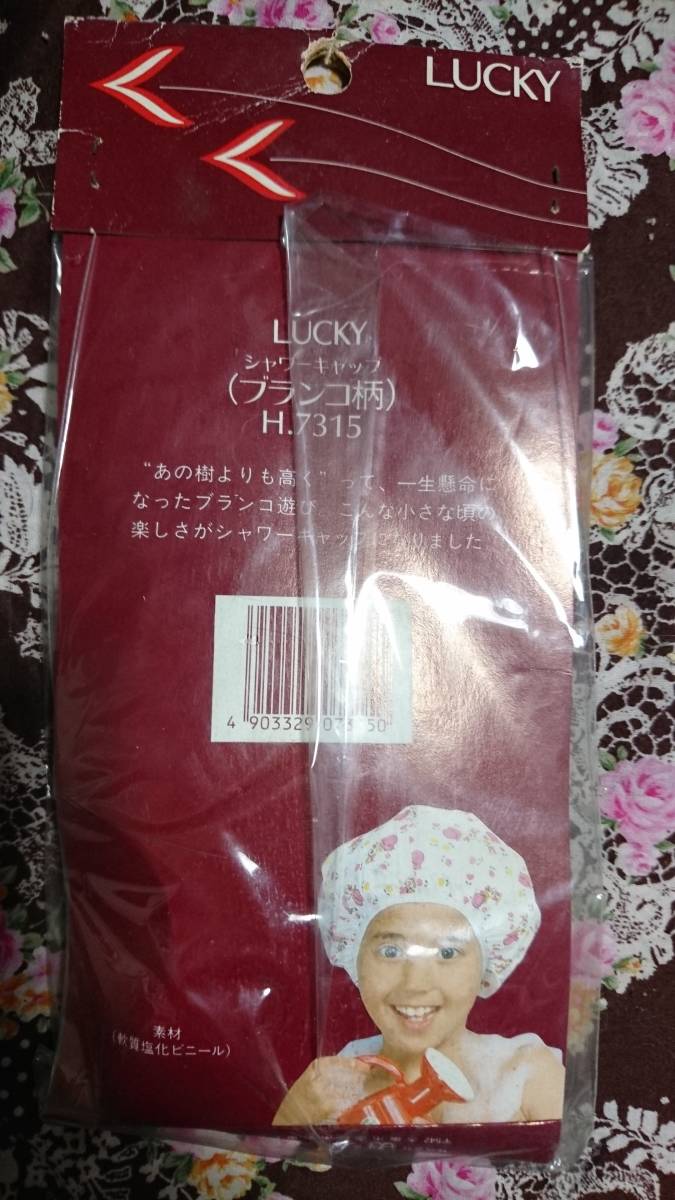 LUCKY
LUCKY
シャワーキャップ
(ブランコ柄)
H.7315
“あの樹よりも高く”って、一生懸命に
なったブランコ遊び こんな小さな頃の
楽しさがシャワーキャップになりました
4 903329 073 50
素材
(軟質塩化ビニール)